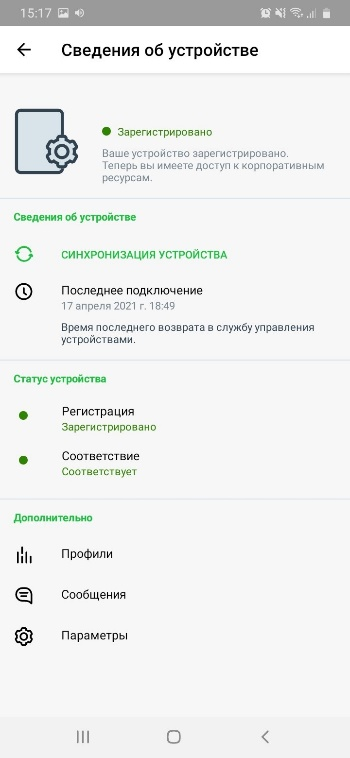 15:17
Сведения об устройстве
Зарегистрировано
Ваше устройство зарегистрировано.
Теперь вы имеете доступ к корпоративным
ресурсам.
Сведения об устройстве
СИНХРОНИЗАЦИЯ УСТРОЙСТВА
Последнее подключение
17 апреля 2021 г. 18:49
Время последнего возврата в службу управления
устройствами.
Статус устройства
Регистрация
Зарегистрировано
Соответствие
Соответствует
Дополнительно
Профили
Сообщения
Параметры